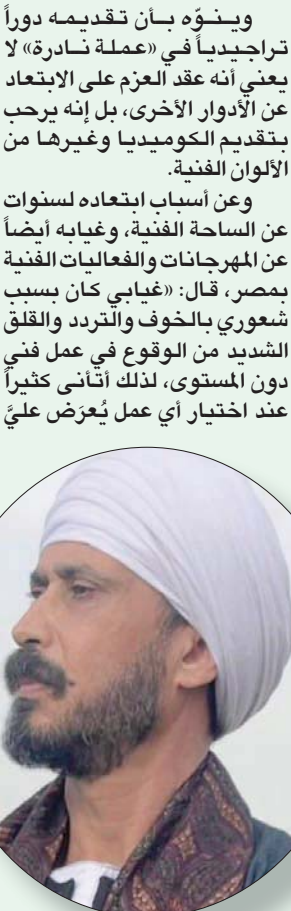 وينوّه بأن تقديمه دوراً
تراجيدياً في «عملة نادرة» لا
يعني أنه عقد العزم على الابتعاد
عن الأدوار الأخرى، بل إنه يرحب
بتقديم الكوميديا وغيرها من
الألوان الفنية.
وعن أسباب ابتعاده لسنوات
عن الساحة الفنية، وغيابه أيضاً
عن المهرجانات والفعاليات الفنية
بمصر، قال: «غيابي كان بسبب
شعوري بالخوف والتردد والقلق
الشديد من الوقوع في عمل فني
دون المستوى، لذلك أتأنى كثيراً
عند اختيار أي عمل يُعرَض عليَّ